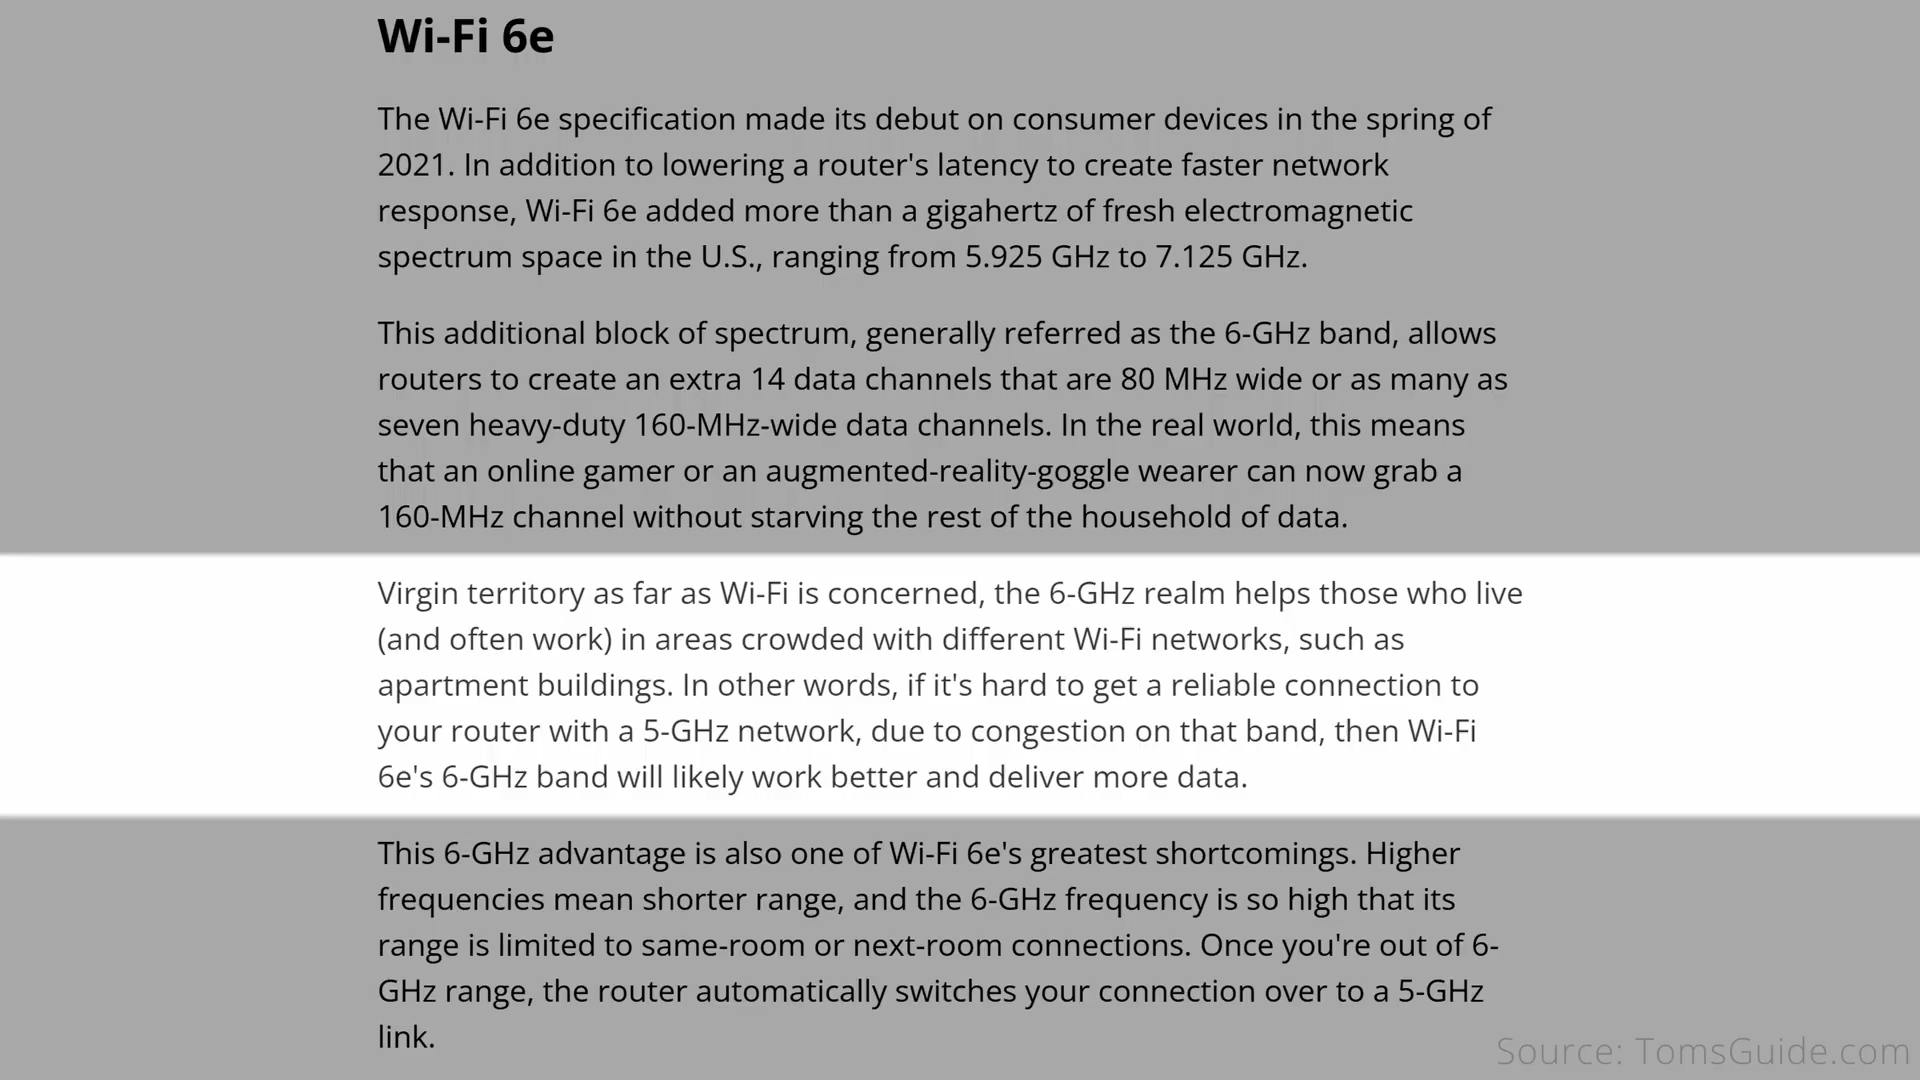 Wi-Fi 6e
The Wi-Fi 6e specification made its debut on consumer devices in the spring of
2021. In addition to lowering a router's latency to create faster network
response, Wi-Fi 6e added more than a gigahertz of fresh electromagnetic
spectrum space in the U.S., ranging from 5.925 GHz to 7.125 GHz.
This additional block of spectrum, generally referred as the 6-GHz band, allows
routers to create an extra 14 data channels that are 80 MHz wide or as many as
seven heavy-duty 160-MHz-wide data channels. In the real world, this means
that an online gamer or an augmented-reality-goggle wearer can now grab a
160-MHz channel without starving the rest of the household of data.
Virgin territory as far as Wi-Fi is concerned, the 6-GHz realm helps those who live
(and often work) in areas crowded with different Wi-Fi networks, such as
apartment buildings. In other words, if it's hard to get a reliable connection to
your router with a 5-GHz network, due to congestion on that band, then Wi-Fi
6e's 6-GHz band will likely work better and deliver more data.
This 6-GHz advantage is also one of Wi-Fi 6e's greatest shortcomings. Higher
frequencies mean shorter range, and the 6-GHz frequency is so high that its
range is limited to same-room or next-room connections. Once you're out of 6-
GHz range, the router automatically switches your connection over to a 5-GHz
link.
Source: TomsGuide.com